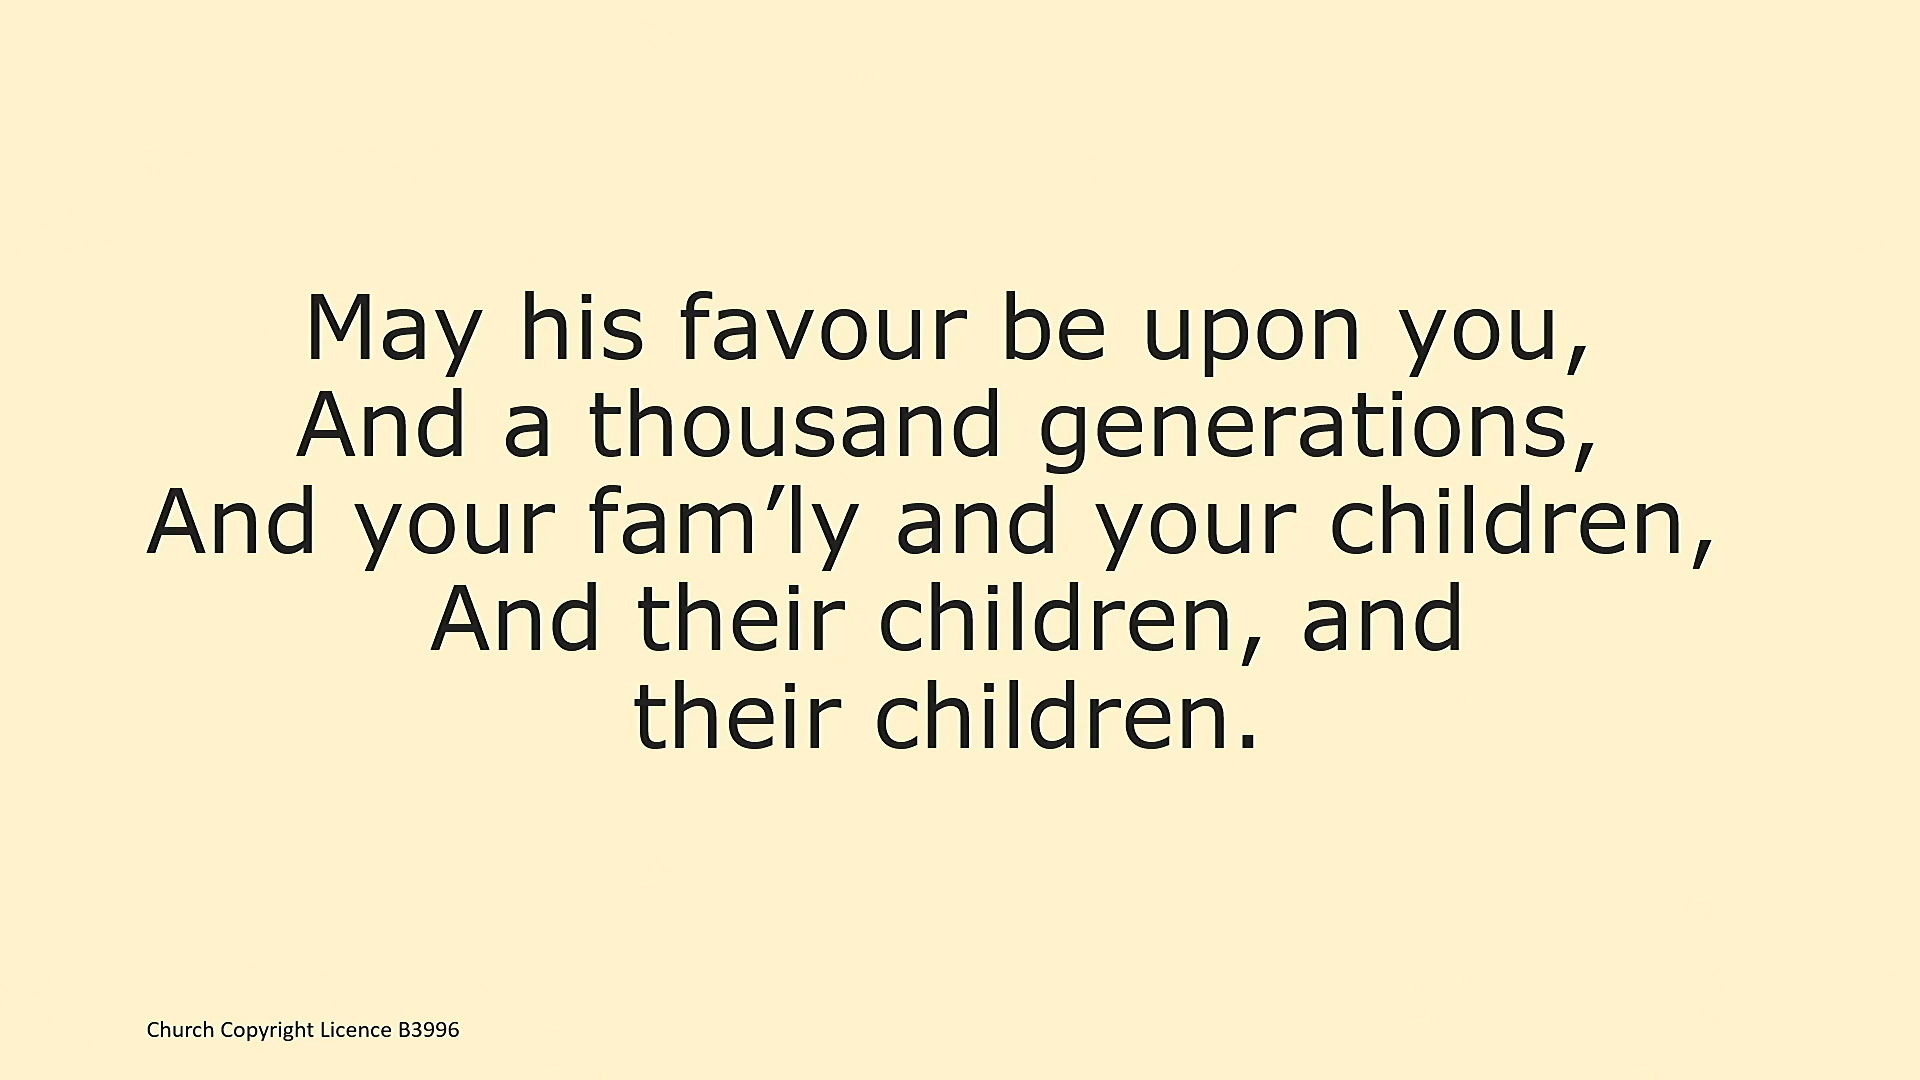 May his favour be upon you,
And a thousand generations,
And your fam’ly and your children,
And their children, and
their children.
Church Copyright Licence B3996